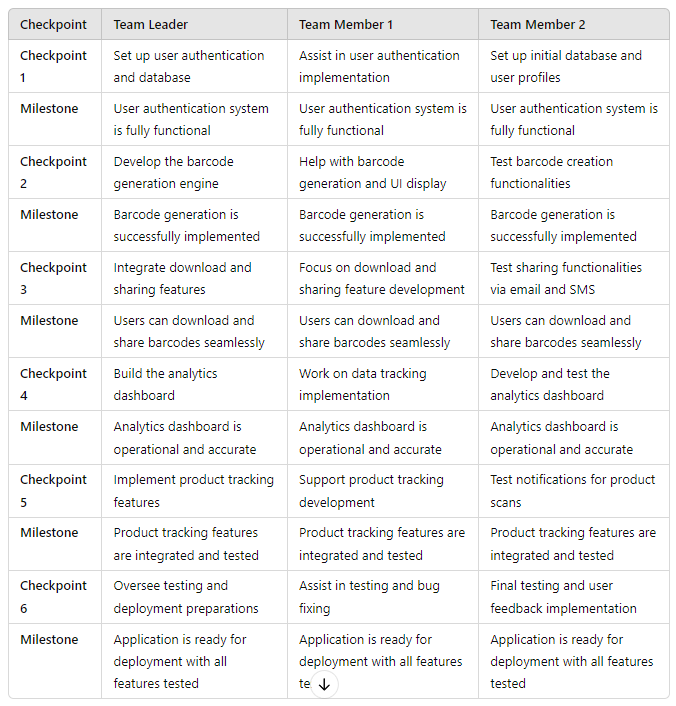 Checkpoint Team Leader Team Member 1 Team Member 2
Checkpoint Set up user authentication Assist in user authentication Set up initial database and
1 and database implementation user profiles
Milestone User authentication system User authentication system is User authentication system is
is fully functional fully functional fully functional
Checkpoint Develop the barcode Help with barcode Test barcode creation
2 generation engine generation and UI display functionalities
Milestone Barcode generation is Barcode generation is Barcode generation is
successfully implemented successfully implemented successfully implemented
Checkpoint Integrate download and Focus on download and Test sharing functionalities
3 sharing features sharing feature development via email and SMS
Milestone Users can download and Users can download and Users can download and
share barcodes seamlessly share barcodes seamlessly share barcodes seamlessly
Checkpoint Build the analytics Work on data tracking Develop and test the
4 dashboard implementation analytics dashboard
Milestone Analytics dashboard is Analytics dashboard is Analytics dashboard is
operational and accurate operational and accurate operational and accurate
Checkpoint Implement product tracking Support product tracking Test notifications for product
5 features development scans
Milestone Product tracking features Product tracking features are Product tracking features are
are integrated and tested integrated and tested integrated and tested
Checkpoint Oversee testing and Assist in testing and bug Final testing and user
6 deployment preparations fixing feedback implementation
Milestone Application is ready for Application is ready for Application is ready for
deployment with all deployment with all features deployment with all features
features tested tested